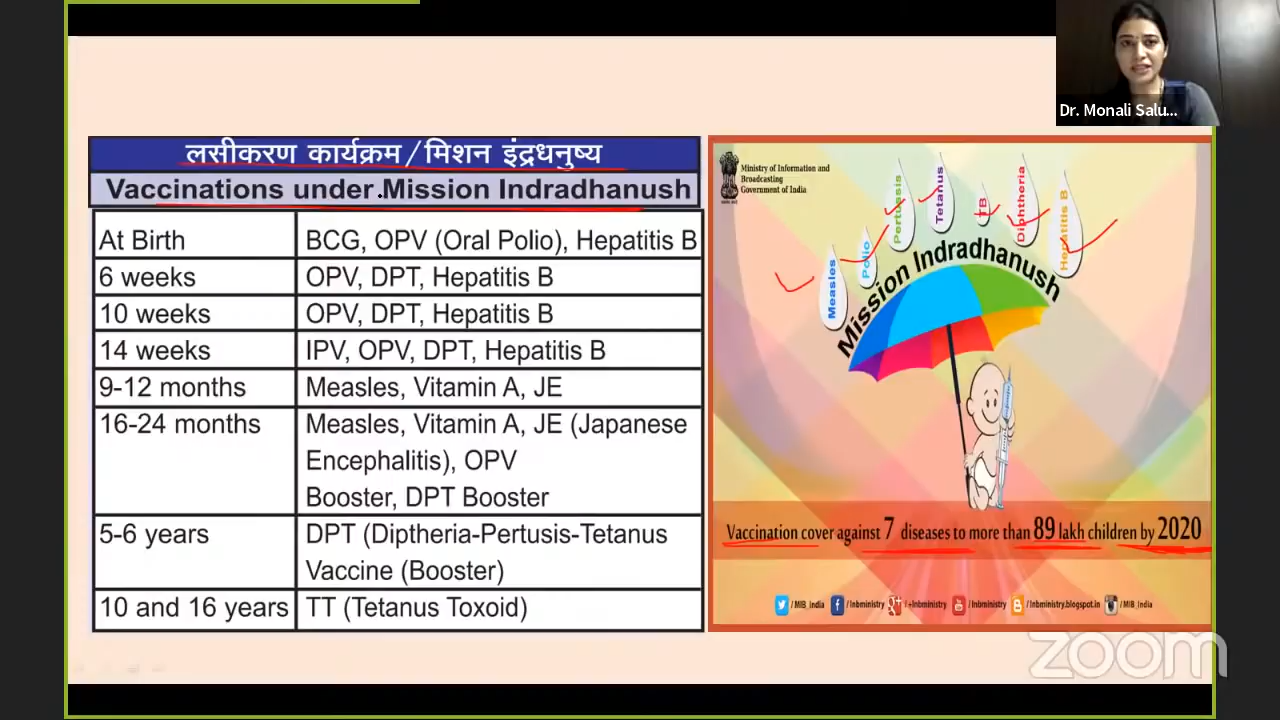 Dr. Monali Salu...
लसीकरण कार्यक्रम/मिशन इंद्रधनुष्य
Vaccinations under Mission Indradhanush
At Birth BCG, OPV (Oral Polio), Hepatitis B
6 weeks OPV, DPT, Hepatitis B
10 weeks OPV, DPT, Hepatitis B
14 weeks IPV, OPV, DPT, Hepatitis B
9-12 months Measles, Vitamin A, JE
16-24 months Measles, Vitamin A, JE (Japanese
Encephalitis), OPV
Booster, DPT Booster
5-6 years DPT (Diptheria-Pertusis-Tetanus
Vaccine (Booster)
10 and 16 years TT (Tetanus Toxoid)
Ministry of Information and
Broadcasting
Government of India
Measles
Polio
Pertussis
Tetanus
TB
Diphtheria
Hepatitis B
Mission Indradhanush
Vaccination cover against 7 diseases to more than 89 lakh children by 2020
/MIB_india /Inbministry +Inbministry /Inbministry /Inbministry.blogspot.in /MIB_India
zoom